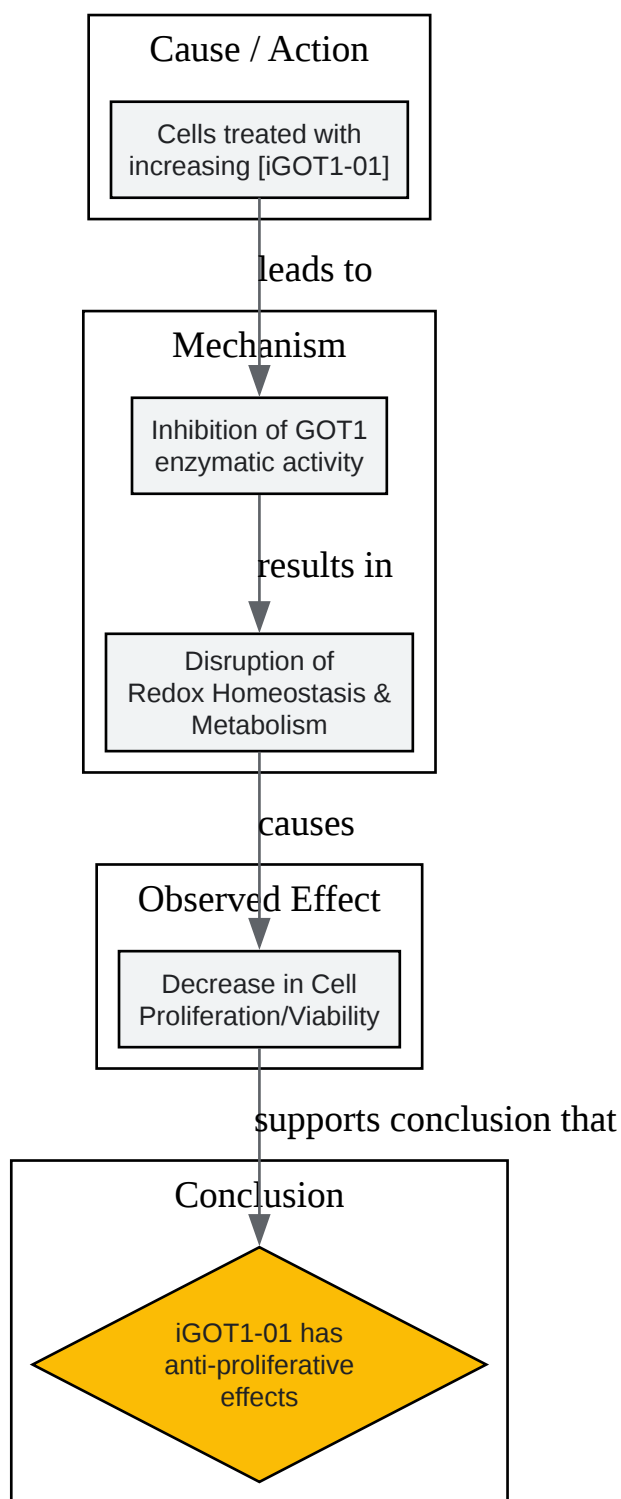 Cause / Action
Cells treated with
increasing [iGOT1-01]
leads to
Mechanism
Inhibition of GOT1
enzymatic activity
results in
Disruption of
Redox Homeostasis &
Metabolism
causes
Observed Effect
Decrease in Cell
Proliferation/Viability
supports conclusion that
Conclusion
iGOT1-01 has
anti-proliferative
effects